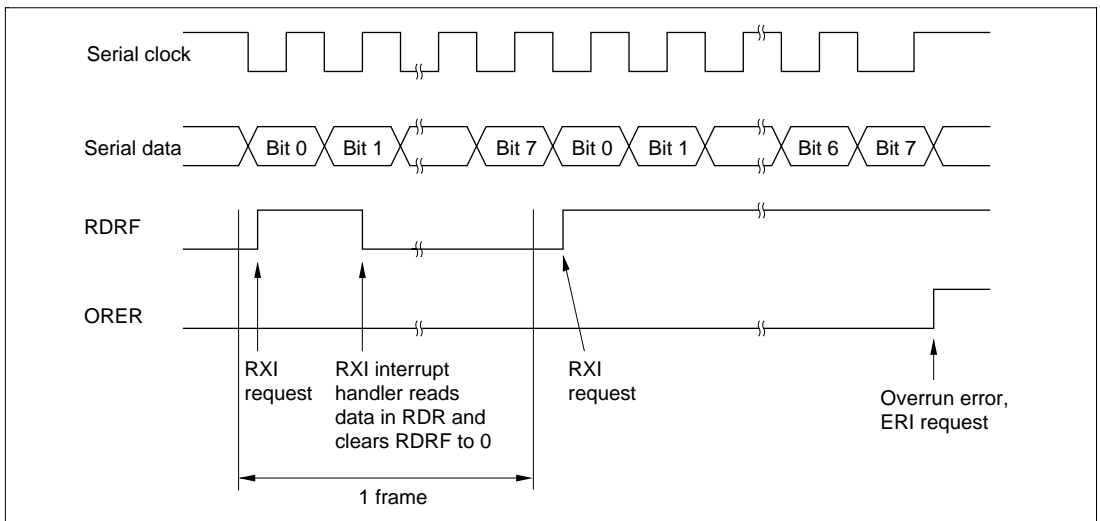 Serial clock
Serial data
Bit 0
Bit 1
Bit 7
Bit 0
Bit 1
Bit 6
Bit 7
RDRF
ORER
RXI
request
RXI interrupt
handler reads
data in RDR and
clears RDRF to 0
RXI
request
Overrun error,
ERI request
1 frame